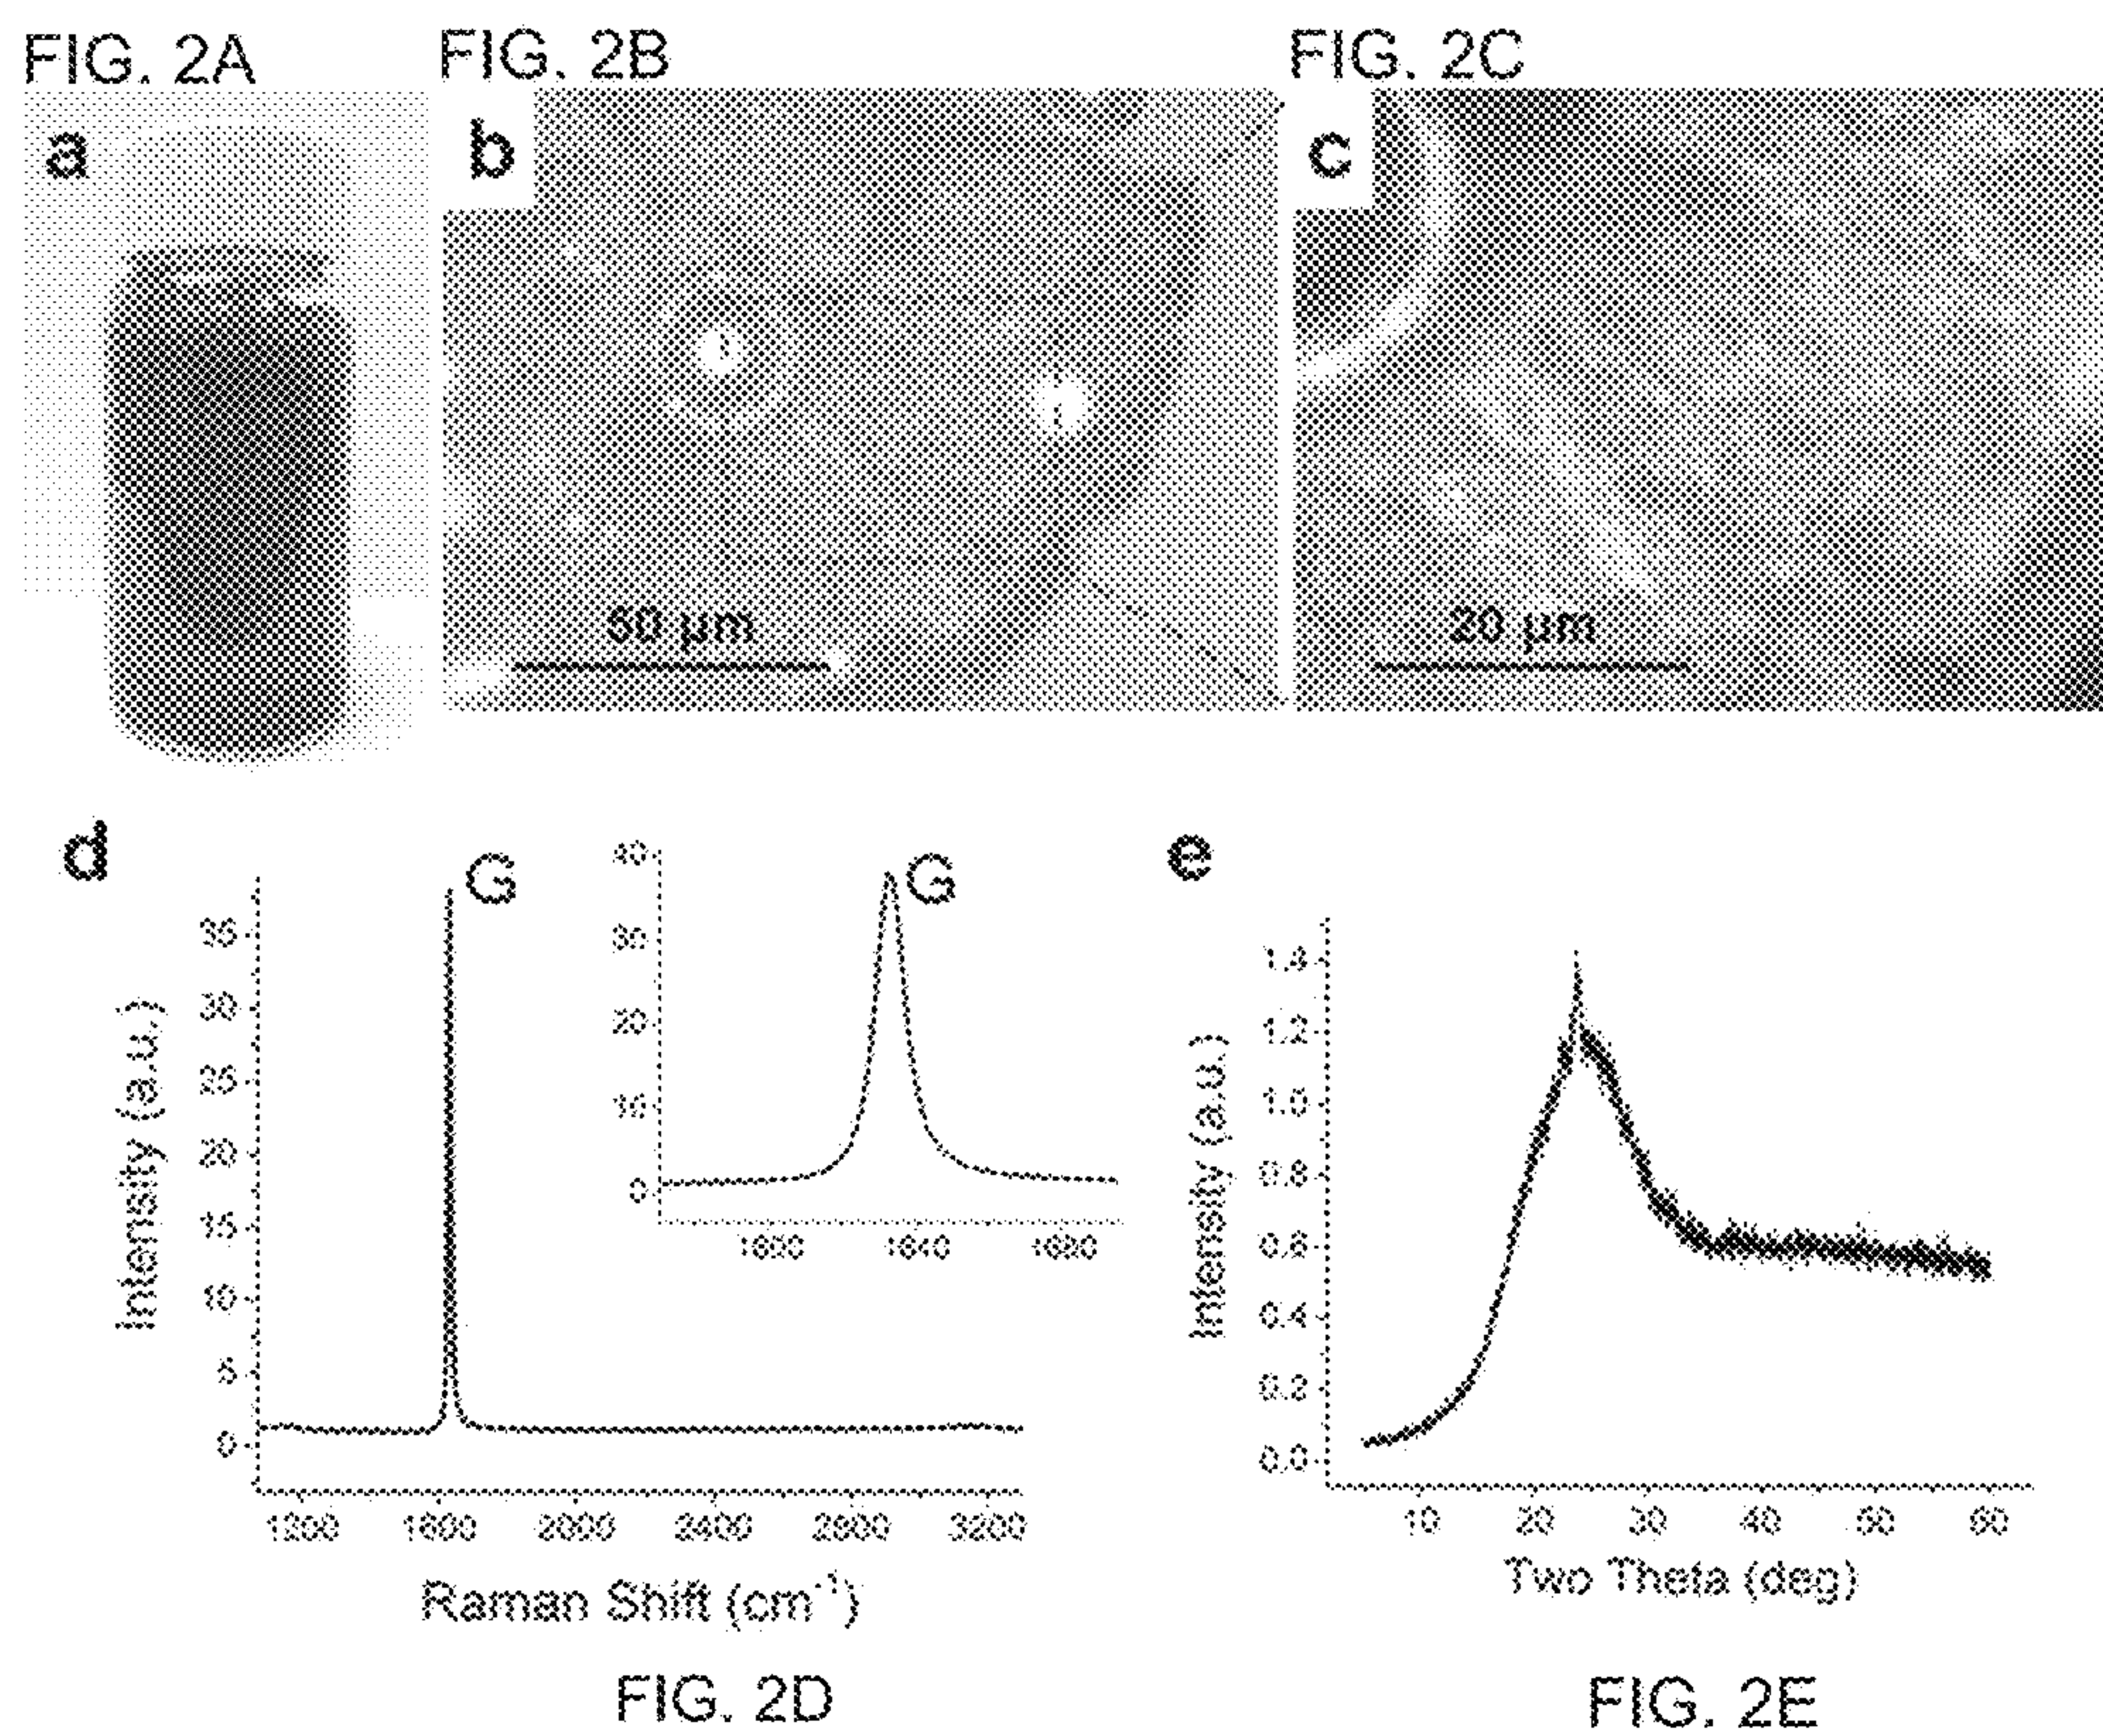 FIG. 2A
FIG. 2B
FIG. 2C
a
b
c
50 µm
20 µm
d
G
Intensity (a.u.)
35
30
25
20
15
10
5
0
1200 1600 2000 2400 2800 3200
Raman Shift (cm⁻¹)
40
30
20
10
0
G
1600 1640 1680
FIG. 2D
e
Intensity (a.u.)
1.4
1.2
1.0
0.8
0.6
0.4
0.2
0.0
10 20 30 40 50 60
Two Theta (deg)
FIG. 2E